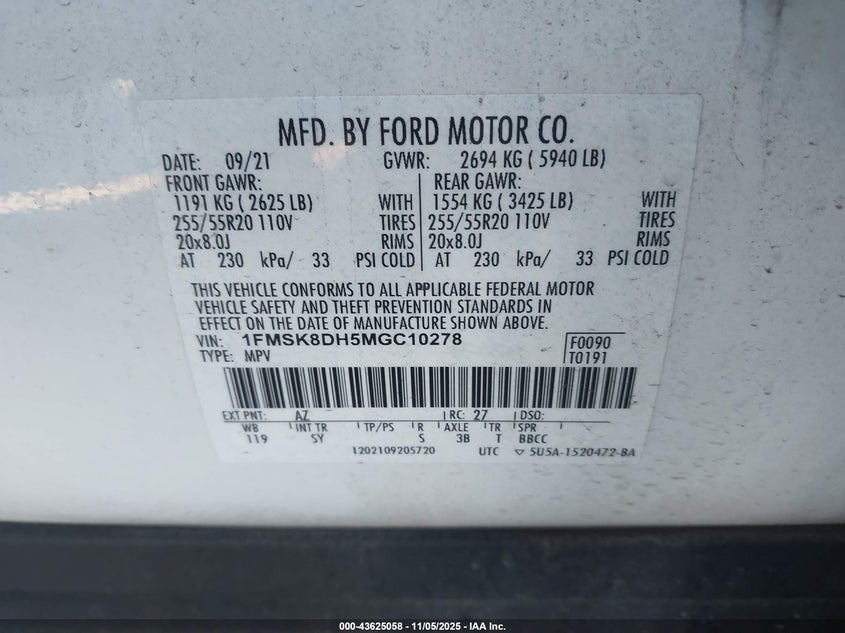 MFD. BY FORD MOTOR CO.
DATE: 09/21 GVWR: 2694 KG ( 5940 LB)
FRONT GAWR: REAR GAWR:
1191 KG ( 2625 LB) WITH 1554 KG ( 3425 LB) WITH
255/55R20 110V TIRES 255/55R20 110V TIRES
20x8.0J RIMS 20x8.0J RIMS
AT 230 kPa/ 33 PSI COLD AT 230 kPa/ 33 PSI COLD
THIS VEHICLE CONFORMS TO ALL APPLICABLE FEDERAL MOTOR
VEHICLE SAFETY AND THEFT PREVENTION STANDARDS IN
EFFECT ON THE DATE OF MANUFACTURE SHOWN ABOVE.
VIN: 1FMSK8DH5MGC10278 F0090
TYPE: MPV T0191
EXT PNT: AZ RC: 27 DSO:
WB INT TR TP/PS R AXLE TR SPR
119 SY S 3B T BBCC
1202109205720 UTC ▽ 5U5A-1520472-BA
000-43625058 - 11/05/2025 - IAA Inc.